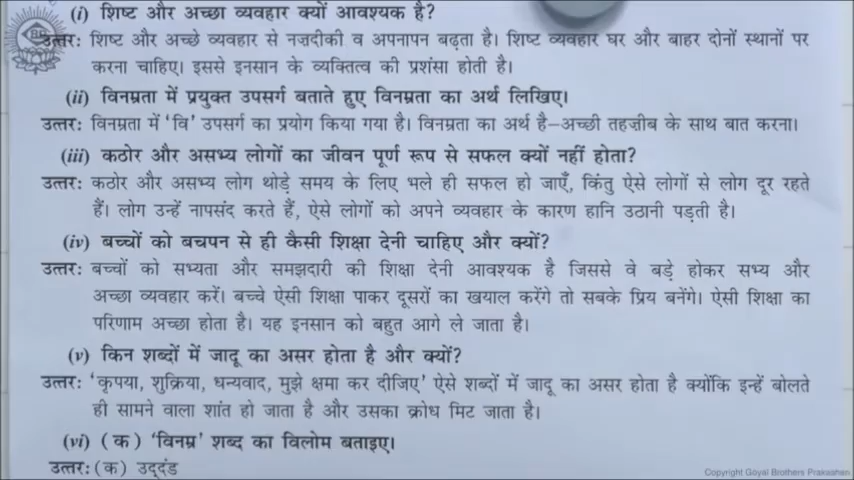 (i) शिष्ट और अच्छा व्यवहार क्यों आवश्यक है?
उत्तर: शिष्ट और अच्छे व्यवहार से नज़दीकी व अपनापन बढ़ता है। शिष्ट व्यवहार घर और बाहर दोनों स्थानों पर
करना चाहिए। इससे इनसान के व्यक्तित्व की प्रशंसा होती है।
(ii) विनम्रता में प्रयुक्त उपसर्ग बताते हुए विनम्रता का अर्थ लिखिए।
उत्तर: विनम्रता में 'वि' उपसर्ग का प्रयोग किया गया है। विनम्रता का अर्थ है–अच्छी तहज़ीब के साथ बात करना।
(iii) कठोर और असभ्य लोगों का जीवन पूर्ण रूप से सफल क्यों नहीं होता?
उत्तर: कठोर और असभ्य लोग थोड़े समय के लिए भले ही सफल हो जाएँ, किंतु ऐसे लोगों से लोग दूर रहते
हैं। लोग उन्हें नापसंद करते हैं, ऐसे लोगों को अपने व्यवहार के कारण हानि उठानी पड़ती है।
(iv) बच्चों को बचपन से ही कैसी शिक्षा देनी चाहिए और क्यों?
उत्तर: बच्चों को सभ्यता और समझदारी की शिक्षा देनी आवश्यक है जिससे वे बड़े होकर सभ्य और
अच्छा व्यवहार करें। बच्चे ऐसी शिक्षा पाकर दूसरों का खयाल करेंगे तो सबके प्रिय बनेंगे। ऐसी शिक्षा का
परिणाम अच्छा होता है। यह इनसान को बहुत आगे ले जाता है।
(v) किन शब्दों में जादू का असर होता है और क्यों?
उत्तर: 'कृपया, शुक्रिया, धन्यवाद, मुझे क्षमा कर दीजिए' ऐसे शब्दों में जादू का असर होता है क्योंकि इन्हें बोलते
ही सामने वाला शांत हो जाता है और उसका क्रोध मिट जाता है।
(vi) (क) 'विनम्र' शब्द का विलोम बताइए।
उत्तर: (क) उद्दंड
Copyright Goyal Brothers Prakashan